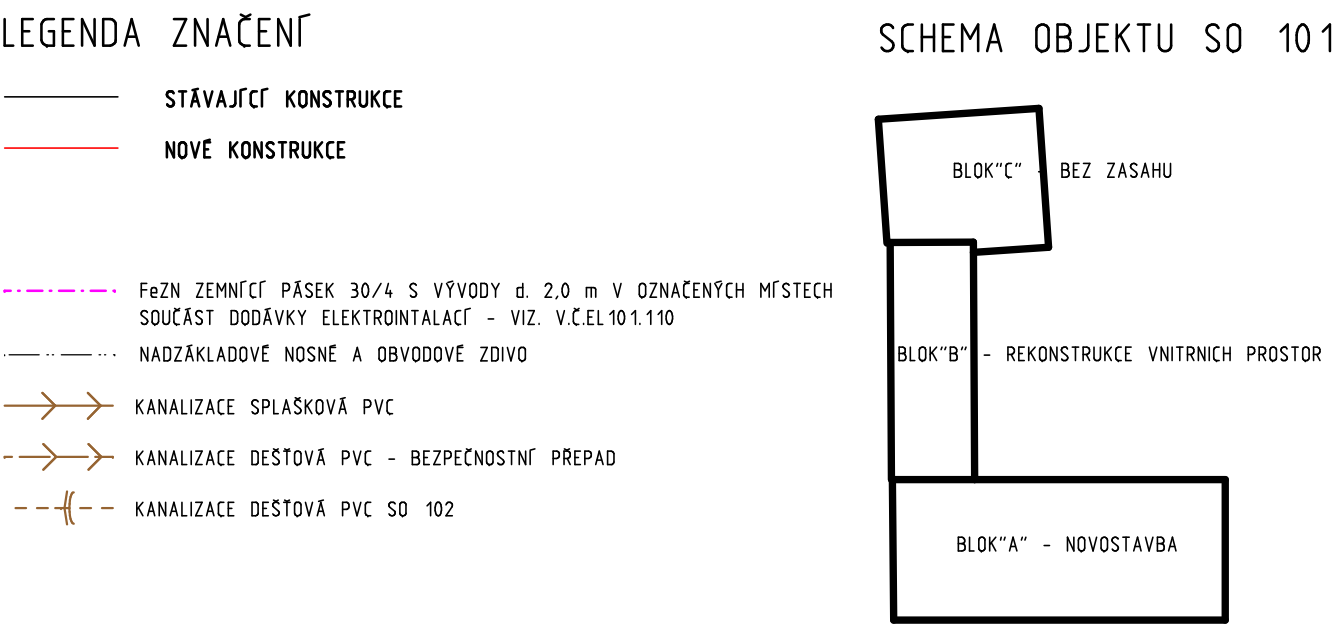 LEGENDA ZNAČENÍ
STÁVAJÍCÍ KONSTRUKCE
NOVÉ KONSTRUKCE
FeZN ZEMNÍCÍ PÁSEK 30/4 S VÝVODY d. 2,0 m V OZNAČENÝCH MÍSTECH
SOUČÁST DODÁVKY ELEKTROINTALACÍ - VIZ. V.Č.EL101.110
NADZÁKLADOVÉ NOSNÉ A OBVODOVÉ ZDIVO
KANALIZACE SPLAŠKOVÁ PVC
KANALIZACE DEŠŤOVÁ PVC - BEZPEČNOSTNÍ PŘEPAD
KANALIZACE DEŠŤOVÁ PVC SO 102
SCHEMA OBJEKTU SO 101
BLOK"C" - BEZ ZASAHU
BLOK"B" - REKONSTRUKCE VNITRNICH PROSTOR
BLOK"A" - NOVOSTAVBA